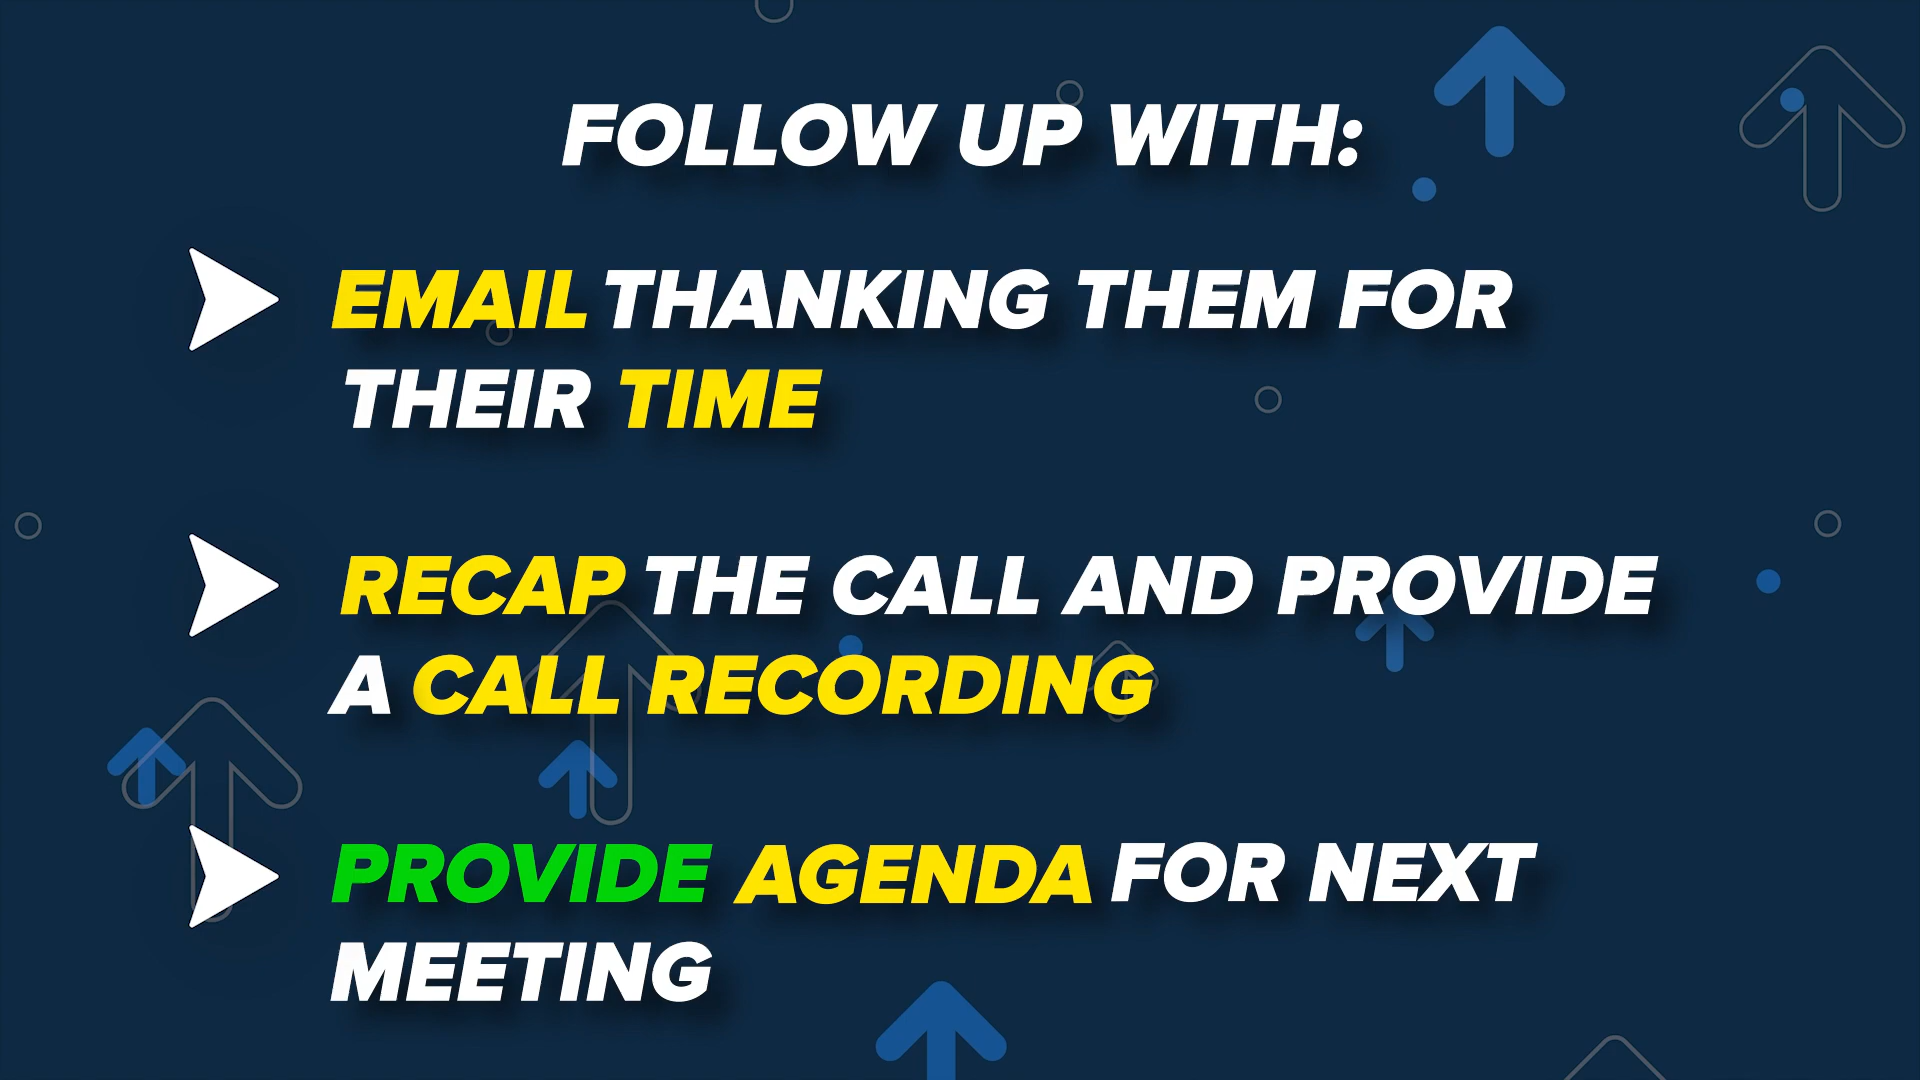 FOLLOW UP WITH:
EMAIL THANKING THEM FOR
THEIR TIME
RECAP THE CALL AND PROVIDE
A CALL RECORDING
PROVIDE AGENDA FOR NEXT
MEETING